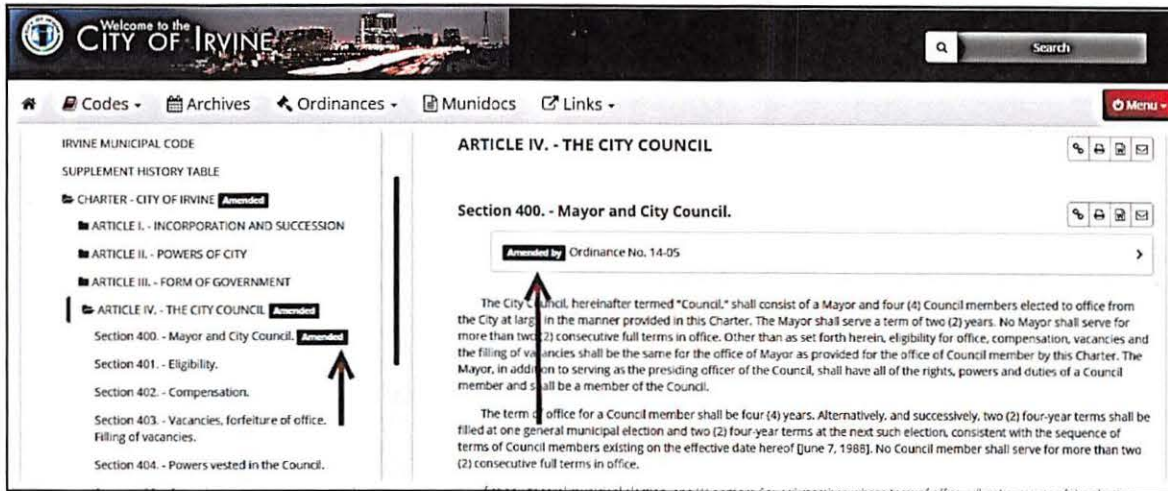 Welcome to the
CITY OF IRVINE
Search
Codes
Archives
Ordinances
Munidocs
Links
Menu
IRVINE MUNICIPAL CODE
SUPPLEMENT HISTORY TABLE
CHARTER - CITY OF IRVINE Amended
ARTICLE I. - INCORPORATION AND SUCCESSION
ARTICLE II. - POWERS OF CITY
ARTICLE III. - FORM OF GOVERNMENT
ARTICLE IV. - THE CITY COUNCIL Amended
Section 400. - Mayor and City Council. Amended
Section 401. - Eligibility.
Section 402. - Compensation.
Section 403. - Vacancies, forfeiture of office.
Filling of vacancies.
Section 404. - Powers vested in the Council.
ARTICLE IV. - THE CITY COUNCIL
Section 400. - Mayor and City Council.
Amended by Ordinance No. 14-05
The City Council, hereinafter termed "Council," shall consist of a Mayor and four (4) Council members elected to office from
the City at large in the manner provided in this Charter. The Mayor shall serve a term of two (2) years. No Mayor shall serve for
more than two (2) consecutive full terms in office. Other than as set forth herein, eligibility for office, compensation, vacancies and
the filling of vacancies shall be the same for the office of Mayor as provided for the office of Council member by this Charter. The
Mayor, in addition to serving as the presiding officer of the Council, shall have all of the rights, powers and duties of a Council
member and shall be a member of the Council.
The term of office for a Council member shall be four (4) years. Alternatively, and successively, two (2) four-year terms shall be
filled at one general municipal election and two (2) four-year terms at the next such election, consistent with the sequence of
terms of Council members existing on the effective date hereof [June 7, 1988]. No Council member shall serve for more than two
(2) consecutive full terms in office.